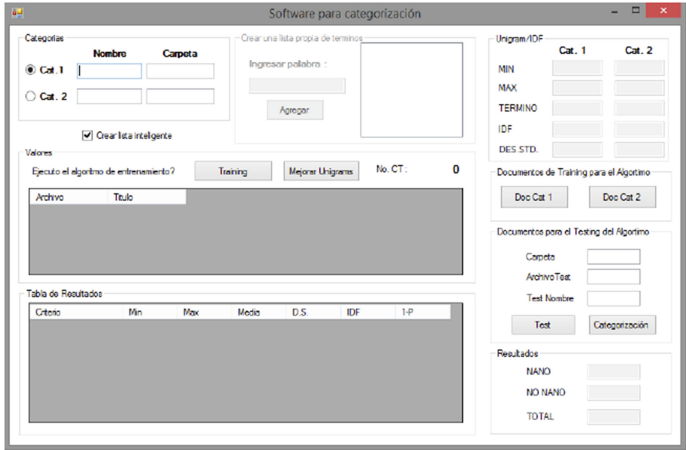 Software para categorización
Categorias
Nombre Carpeta
Cat. 1
Cat. 2
Crear lista inteligente
Crear una lista propia de terminos
Ingresar palabra :
Agregar
Unigram/IDF
Cat. 1 Cat. 2
MIN
MAX
TERMINO
IDF
DES STD.
Valores
Ejecuto el algoritmo de entrenamiento? Training Mejorar Unigrams No. CT : 0
Archivo Titulo
Documentos de Training para el Algortimo
Doc Cat 1 Doc Cat 2
Documentos para el Testing del Algortimo
Carpeta
ArchivoTest
Test Nombre
Test Categorización
Tabla de Resultados
Criterio Min Max Media D.S. IDF 1-P
Resultados
NANO
NO NANO
TOTAL